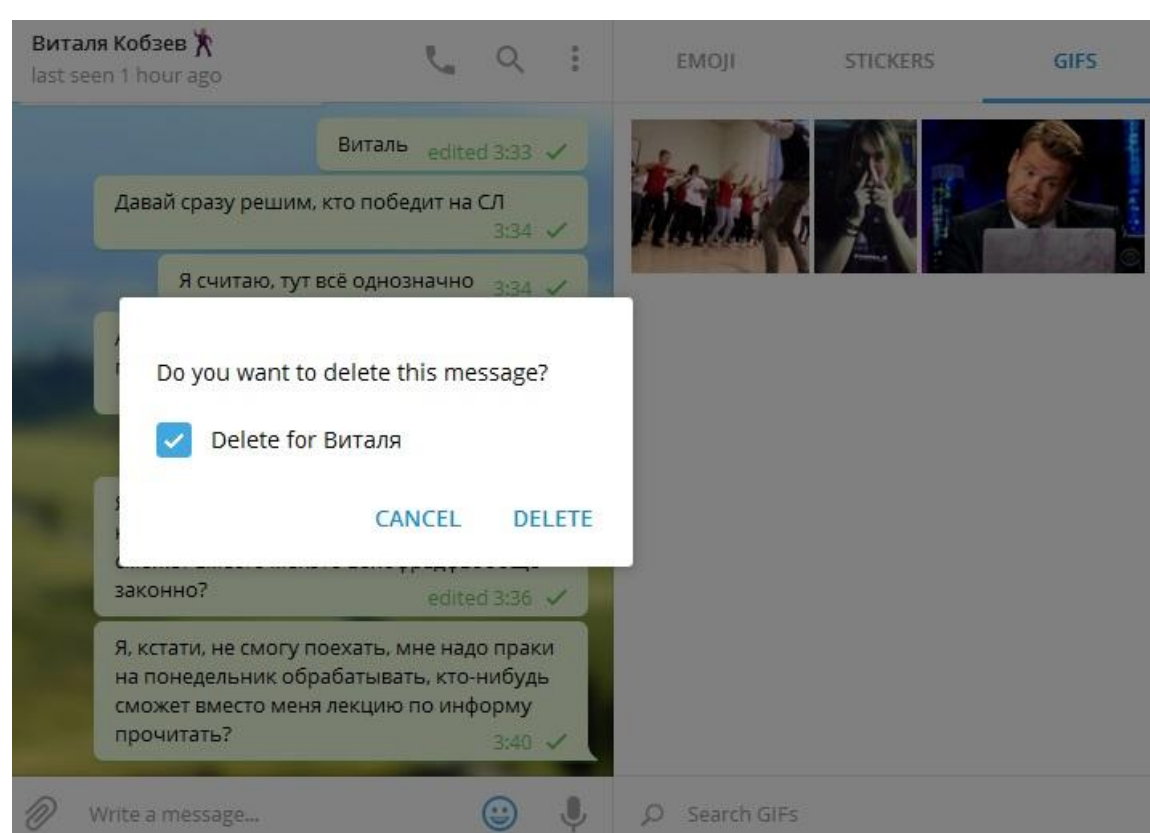 Виталя Кобзев
last seen 1 hour ago
EMOJI
STICKERS
GIFS
Виталь edited 3:33
Давай сразу решим, кто победит на СЛ
3:34
Я считаю, тут всё однозначно 3:34
Do you want to delete this message?
Delete for Виталя
CANCEL DELETE
законно?
edited 3:36
Я, кстати, не смогу поехать, мне надо праки
на понедельник обрабатывать, кто-нибудь
сможет вместо меня лекцию по информу
прочитать?
3:40
Write a message...
Search GIFs